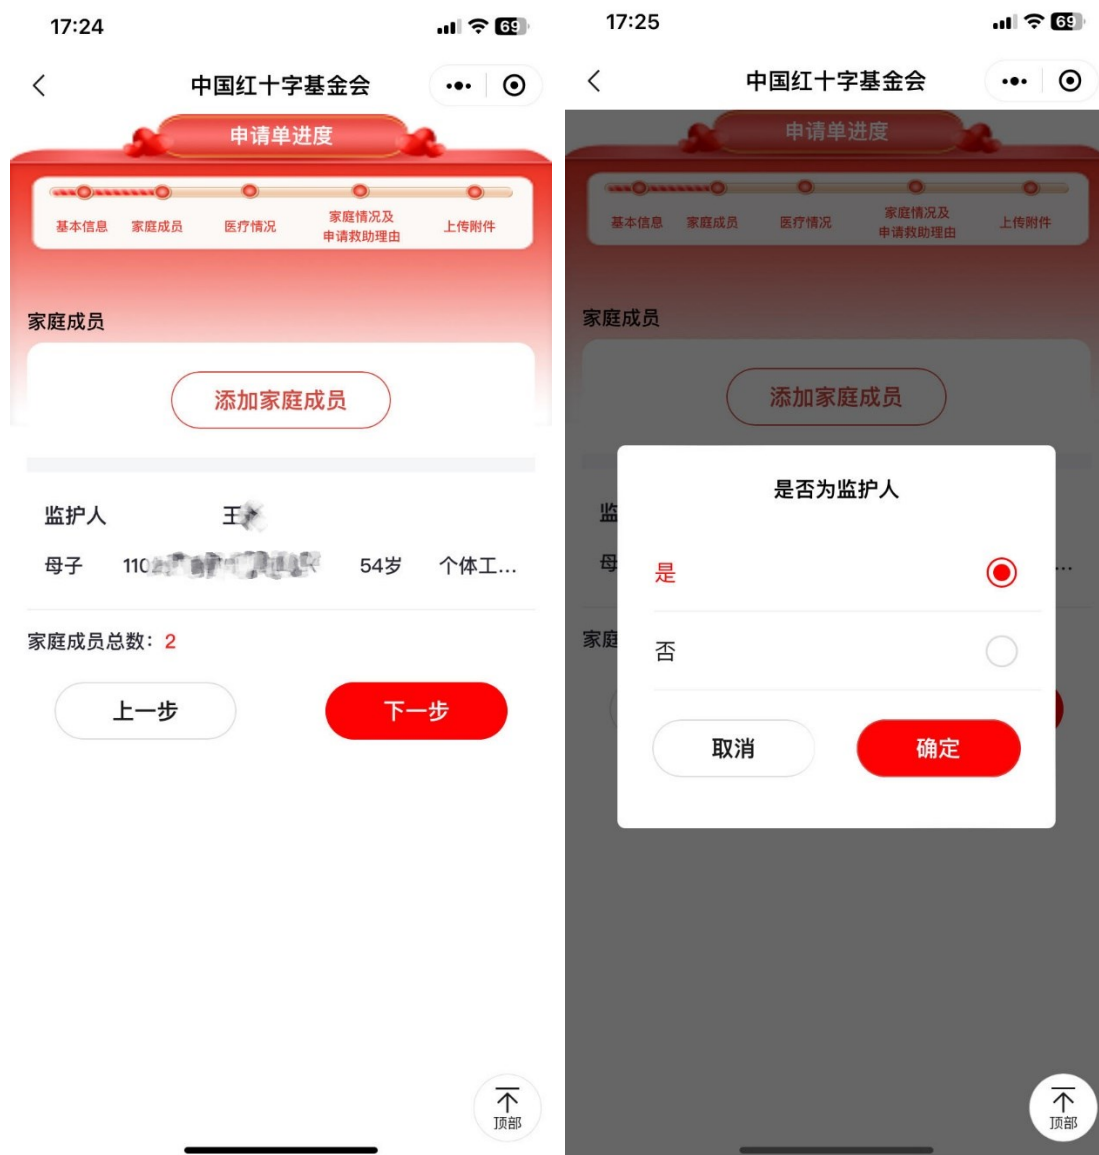 17:24
69
中国红十字基金会
申请单进度
基本信息
家庭成员
医疗情况
家庭情况及
申请救助理由
上传附件
家庭成员
添加家庭成员
监护人 王
母子 110 54岁 个体工...
家庭成员总数：2
上一步
下一步
顶部
17:25
69
中国红十字基金会
申请单进度
基本信息
家庭成员
医疗情况
家庭情况及
申请救助理由
上传附件
家庭成员
添加家庭成员
监
母 ...
家庭
是否为监护人
是
否
取消
确定
顶部